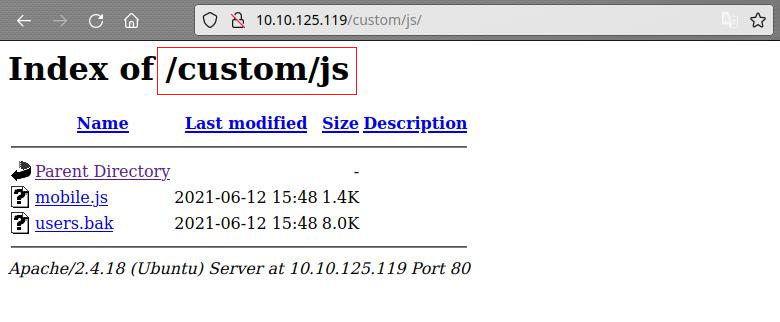 10.10.125.119/custom/js/
Index of /custom/js
Name Last modified Size Description
Parent Directory -
mobile.js 2021-06-12 15:48 1.4K
users.bak 2021-06-12 15:48 8.0K
Apache/2.4.18 (Ubuntu) Server at 10.10.125.119 Port 80